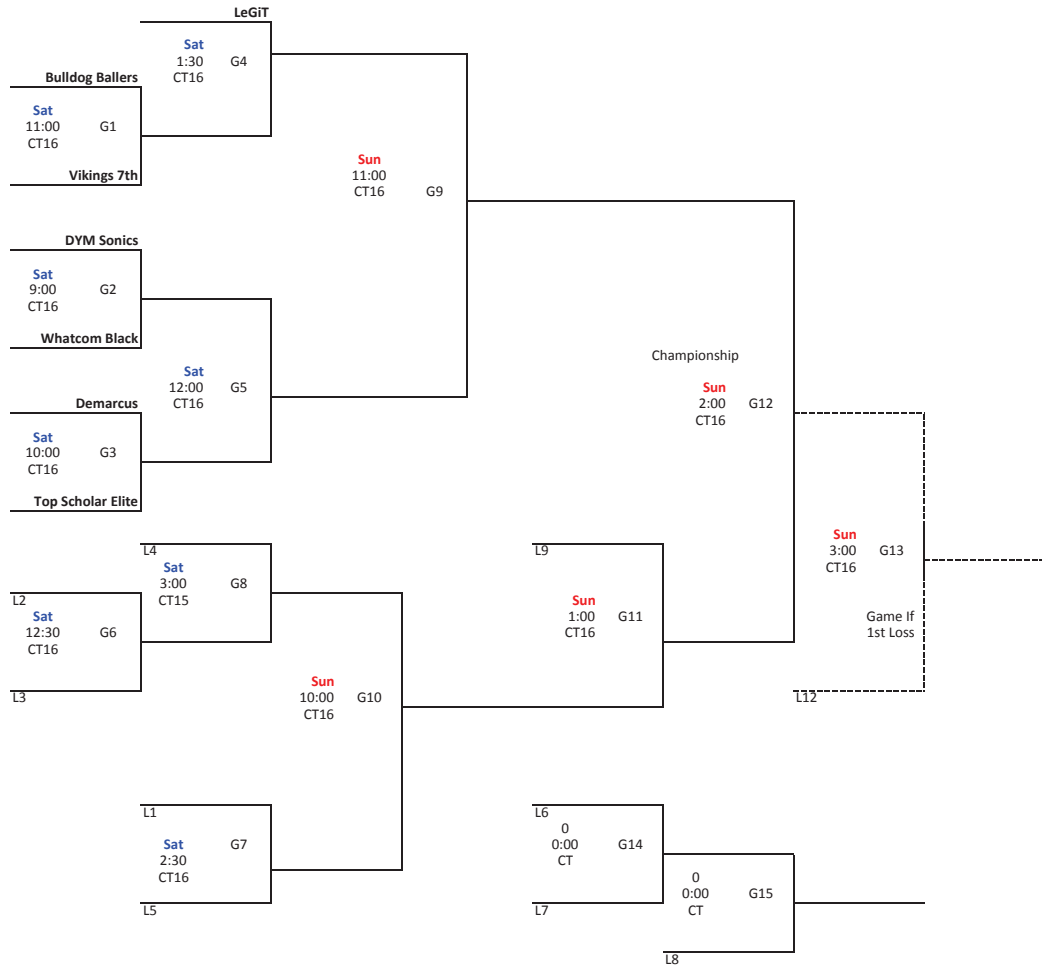 LeGiT
Sat
1:30 G4
CT16
Bulldog Ballers
Sat
11:00 G1
CT16
Vikings 7th
Sun
11:00
CT16 G9
DYM Sonics
Sat
9:00 G2
CT16
Whatcom Black
Sat
12:00 G5
CT16
Championship
Sun
2:00 G12
CT16
Demarcus
Sat
10:00 G3
CT16
Top Scholar Elite
L4
Sat
3:00 G8
CT15
L9
Sun
3:00 G13
CT16
L2
Sat
12:30 G6
CT16
L3
Sun
1:00 G11
CT16
Game If
1st Loss
Sun
10:00 G10
CT16
L12
L1
Sat G7
2:30
CT16
L5
L6
0
0:00 G14
CT
L7
0
0:00 G15
CT
L8